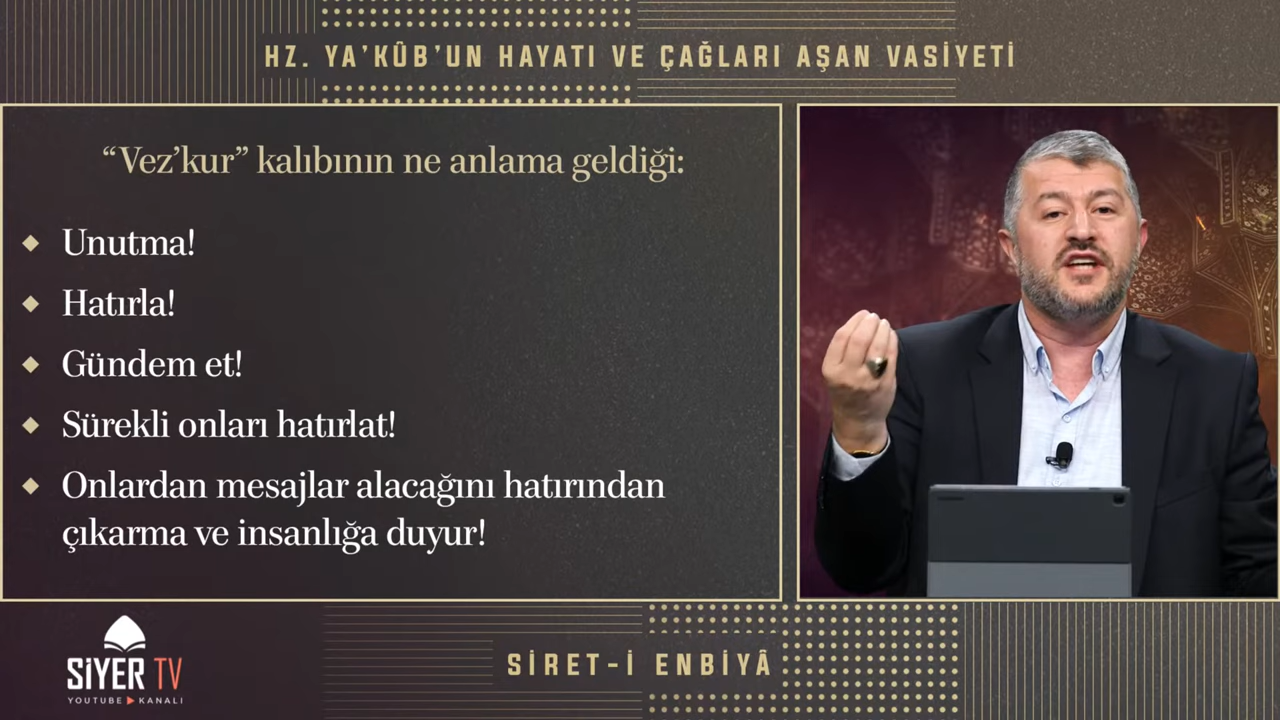 HZ. YA’KÛB’UN HAYATI VE ÇAĞLARI AŞAN VASİYETİ
“Vez’kur” kalıbının ne anlama geldiği:
Unutma!
Hatırla!
Gündem et!
Sürekli onları hatırlat!
Onlardan mesajlar alacağını hatırından
çıkarma ve insanlığa duyur!
SİYER TV
YOUTUBE KANALI
SİRET-İ ENBİYÂ